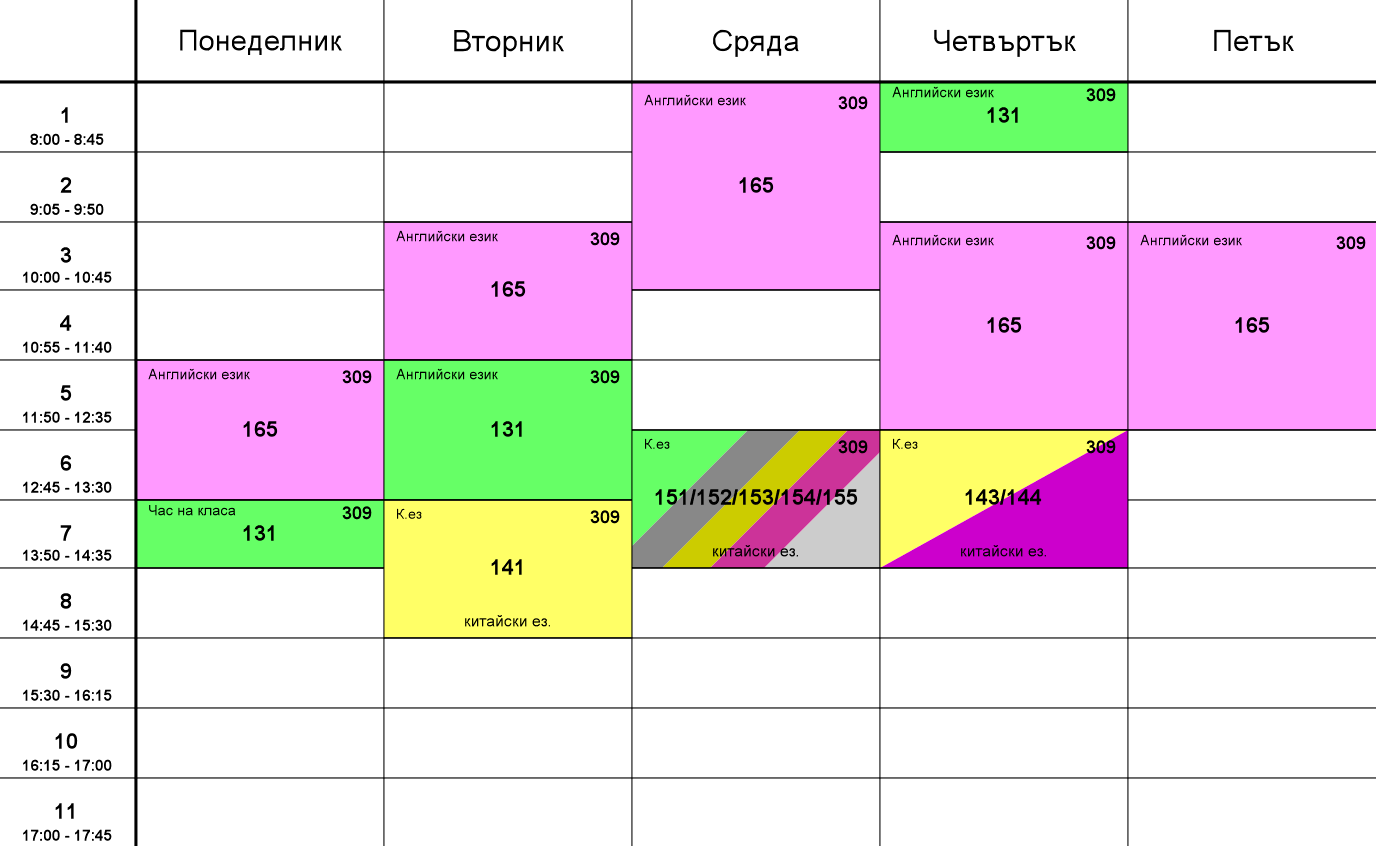 Понеделник Вторник Сряда Четвъртък Петък
1
8:00 - 8:45
Английски език 309
165
Английски език 309
131
2
9:05 - 9:50
3
10:00 - 10:45
Английски език 309
165
Английски език 309
165
Английски език 309
165
4
10:55 - 11:40
5
11:50 - 12:35
Английски език 309
165
Английски език 309
131
6
12:45 - 13:30
К.ез 309
151/152/153/154/155
китайски ез.
К.ез 309
143/144
китайски ез.
7
13:50 - 14:35
Час на класа 309
131
К.ез 309
141
китайски ез.
8
14:45 - 15:30
9
15:30 - 16:15
10
16:15 - 17:00
11
17:00 - 17:45